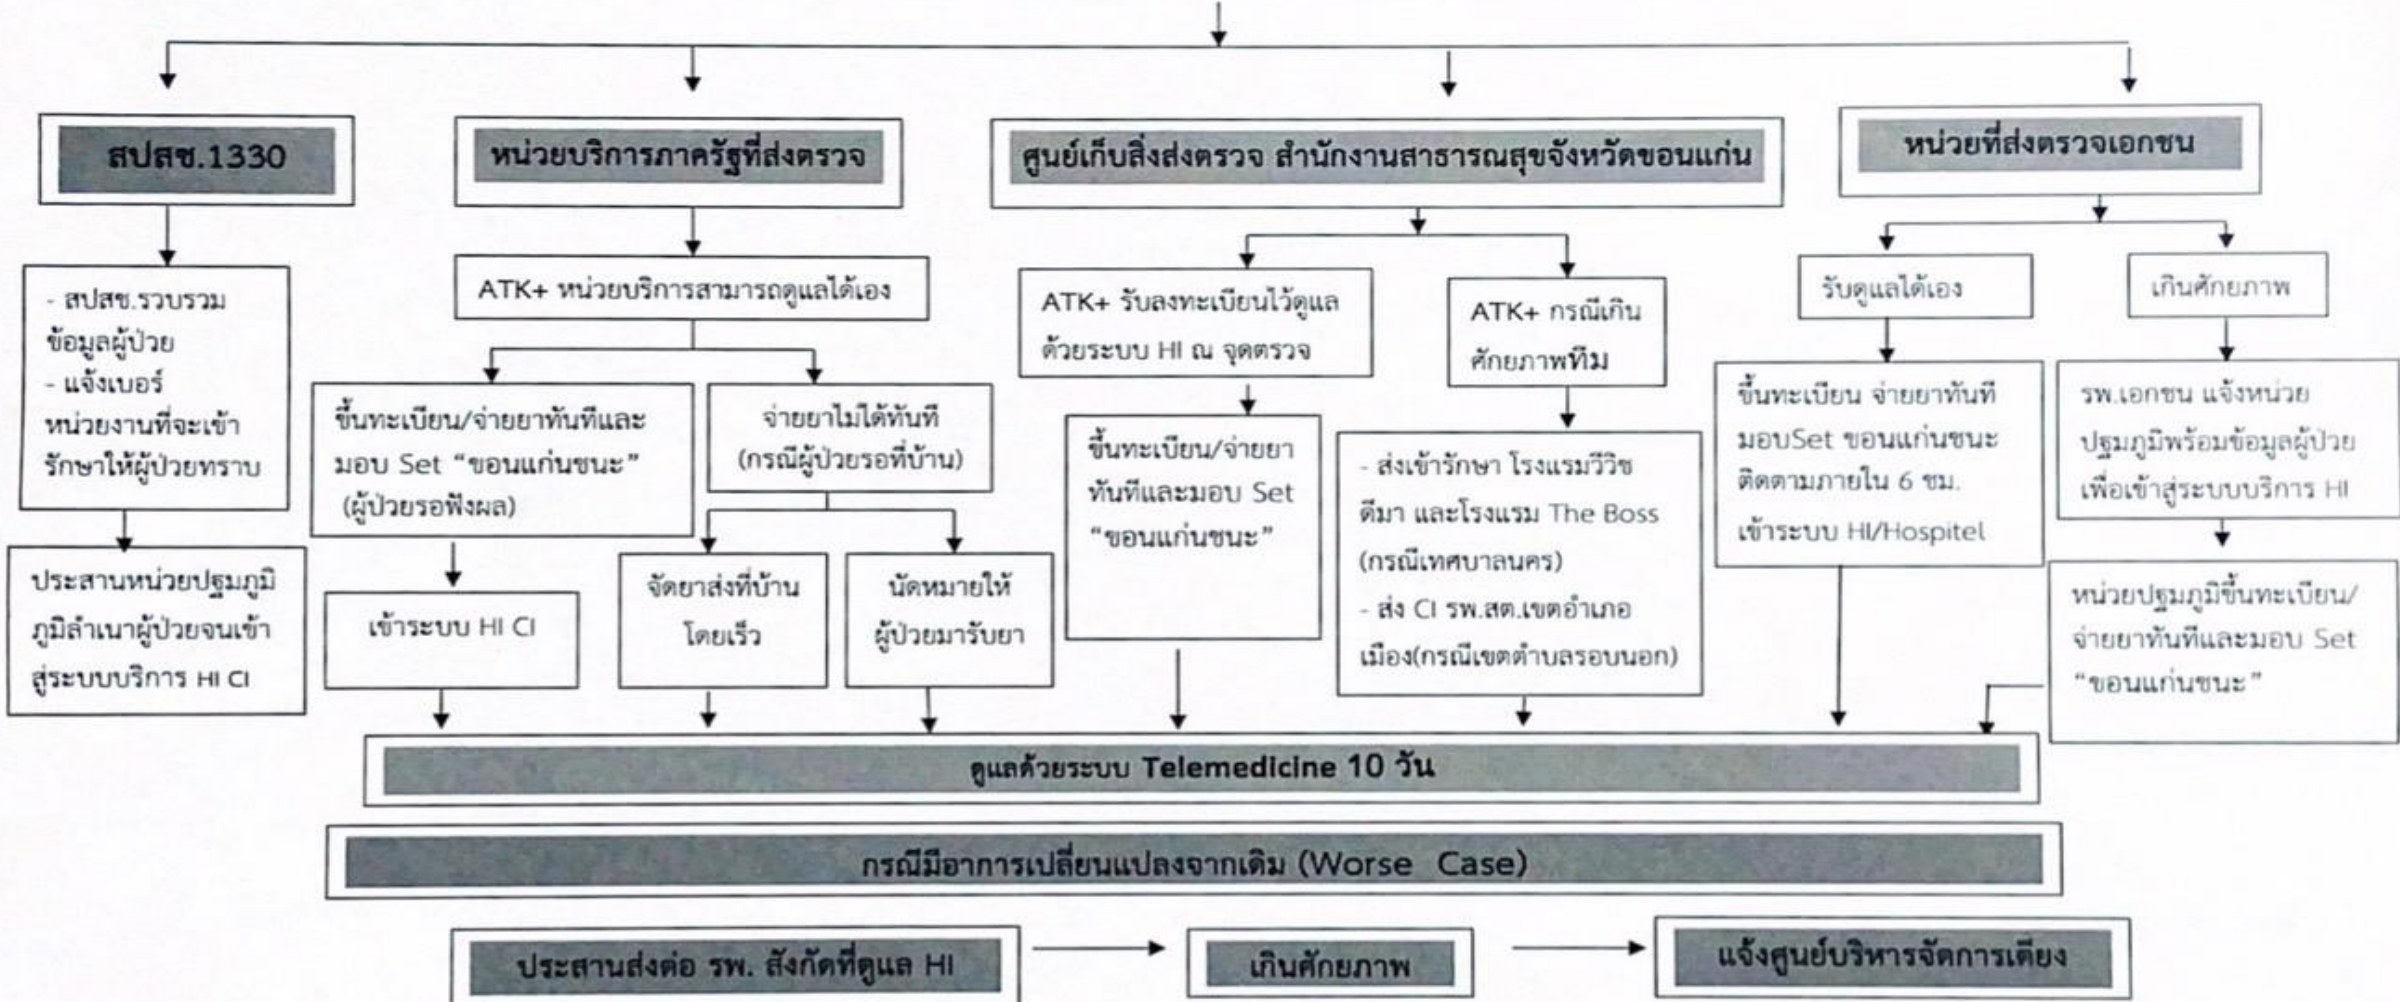 สปสช.1330
หน่วยบริการภาครัฐที่ส่งตรวจ
ศูนย์เก็บสิ่งส่งตรวจ สำนักงานสาธารณสุขจังหวัดขอนแก่น
หน่วยที่ส่งตรวจเอกชน
- สปสช.รวบรวม
ข้อมูลผู้ป่วย
- แจ้งเบอร์
หน่วยงานที่จะเข้า
รักษาให้ผู้ป่วยทราบ
ประสานหน่วยปฐมภูมิ
ภูมิลำเนาผู้ป่วยจนเข้า
สู่ระบบบริการ HI CI
ATK+ หน่วยบริการสามารถดูแลได้เอง
ขึ้นทะเบียน/จ่ายยาทันทีและ
มอบ Set “ขอนแก่นชนะ”
(ผู้ป่วยรอฟังผล)
เข้าระบบ HI CI
จ่ายยาไม่ได้ทันที
(กรณีผู้ป่วยรอที่บ้าน)
จัดยาส่งที่บ้าน
โดยเร็ว
นัดหมายให้
ผู้ป่วยมารับยา
ATK+ รับลงทะเบียนไว้ดูแล
ด้วยระบบ HI ณ จุดตรวจ
ขึ้นทะเบียน/จ่ายยา
ทันทีและมอบ Set
“ขอนแก่นชนะ”
ATK+ กรณีเกิน
ศักยภาพทีม
- ส่งเข้ารักษา โรงแรมวีวิช
ดีมา และโรงแรม The Boss
(กรณีเทศบาลนคร)
- ส่ง CI รพ.สต.เขตอำเภอ
เมือง(กรณีเขตตำบลรอบนอก)
รับดูแลได้เอง
ขึ้นทะเบียน จ่ายยาทันที
มอบSet ขอนแก่นชนะ
ติดตามภายใน 6 ชม.
เข้าระบบ HI/Hospitel
เกินศักยภาพ
รพ.เอกชน แจ้งหน่วย
ปฐมภูมิพร้อมข้อมูลผู้ป่วย
เพื่อเข้าสู่ระบบบริการ HI
หน่วยปฐมภูมิขึ้นทะเบียน/
จ่ายยาทันทีและมอบ Set
“ขอนแก่นชนะ”
ดูแลด้วยระบบ Telemedicine 10 วัน
กรณีมีอาการเปลี่ยนแปลงจากเดิม (Worse Case)
ประสานส่งต่อ รพ. สังกัดที่ดูแล HI
เกินศักยภาพ
แจ้งศูนย์บริหารจัดการเตียง